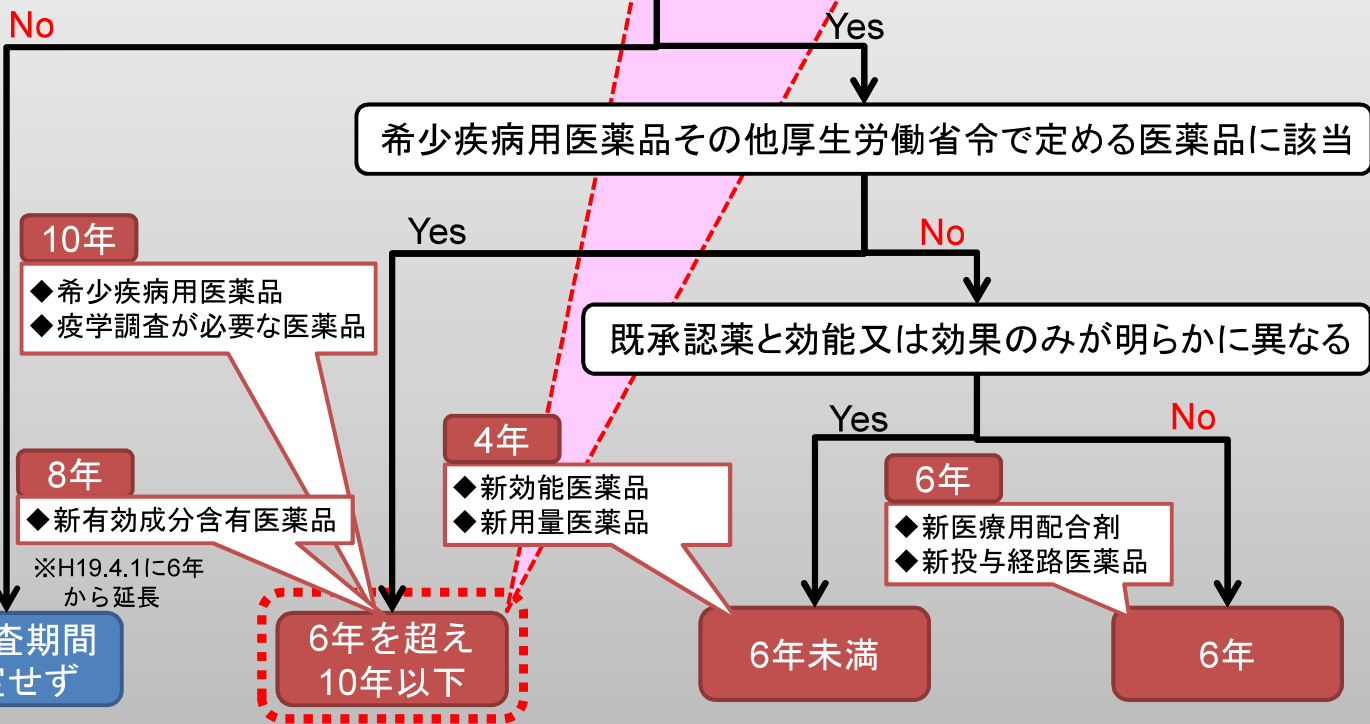 No
Yes
希少疾病用医薬品その他厚生労働省令で定める医薬品に該当
10年
◆希少疾病用医薬品
◆疫学調査が必要な医薬品
Yes
No
既承認薬と効能又は効果のみが明らかに異なる
8年
◆新有効成分含有医薬品
※H19.4.1に6年
から延長
4年
◆新効能医薬品
◆新用量医薬品
Yes
No
6年
◆新医療用配合剤
◆新投与経路医薬品
査期間
せず
6年を超え
10年以下
6年未満
6年